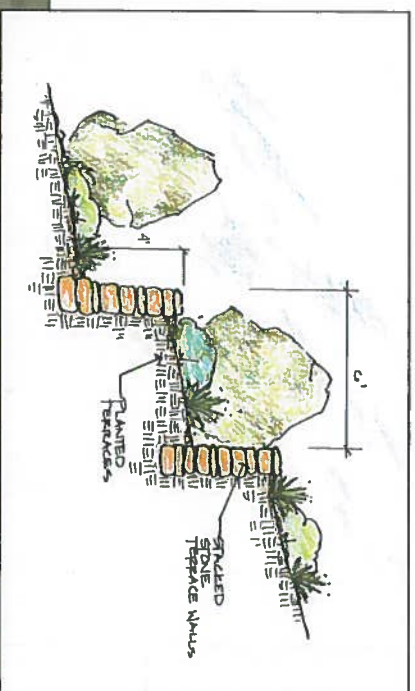 4'
6'
PLANTED
TERRACES
STACKED
STONE
TERRACE WALLS